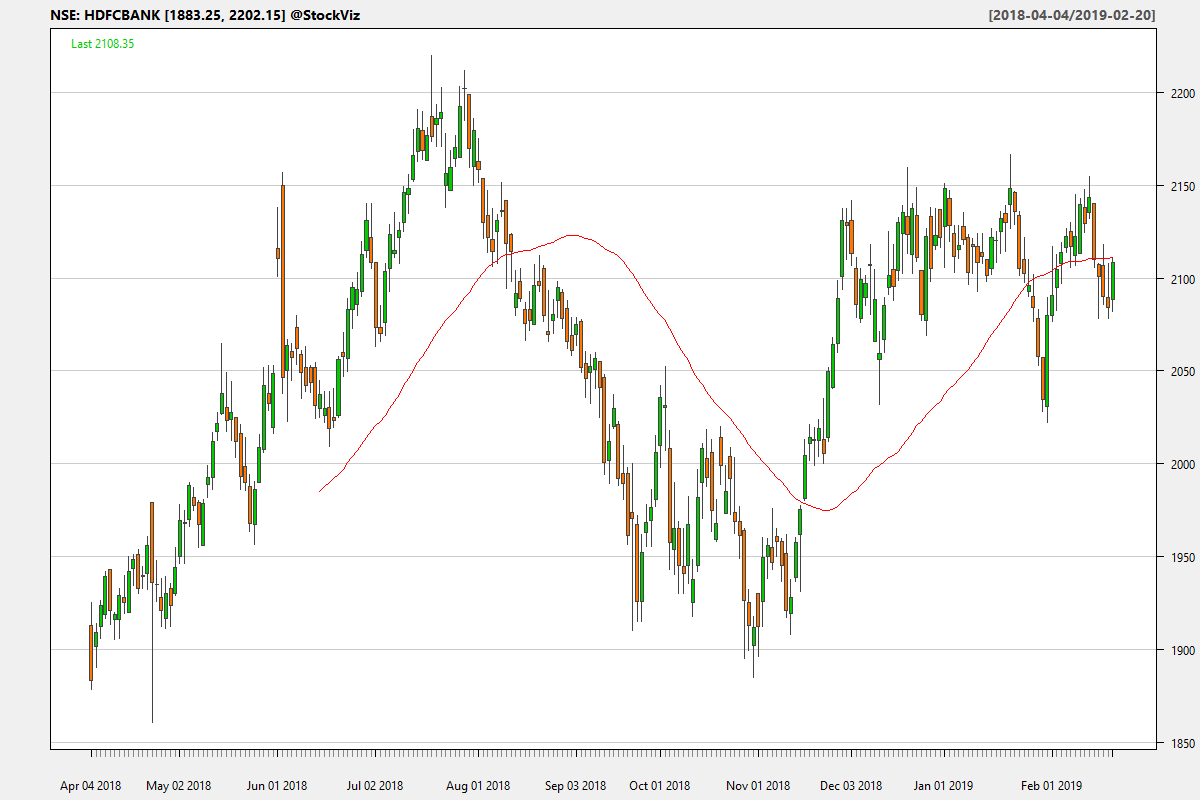 NSE: HDFCBANK [1883.25, 2202.15] @StockViz [2018-04-04/2019-02-20]
Last 2108.35
2200
2150
2100
2050
2000
1950
1900
1850
Apr 04 2018 May 02 2018 Jun 01 2018 Jul 02 2018 Aug 01 2018 Sep 03 2018 Oct 01 2018 Nov 01 2018 Dec 03 2018 Jan 01 2019 Feb 01 2019